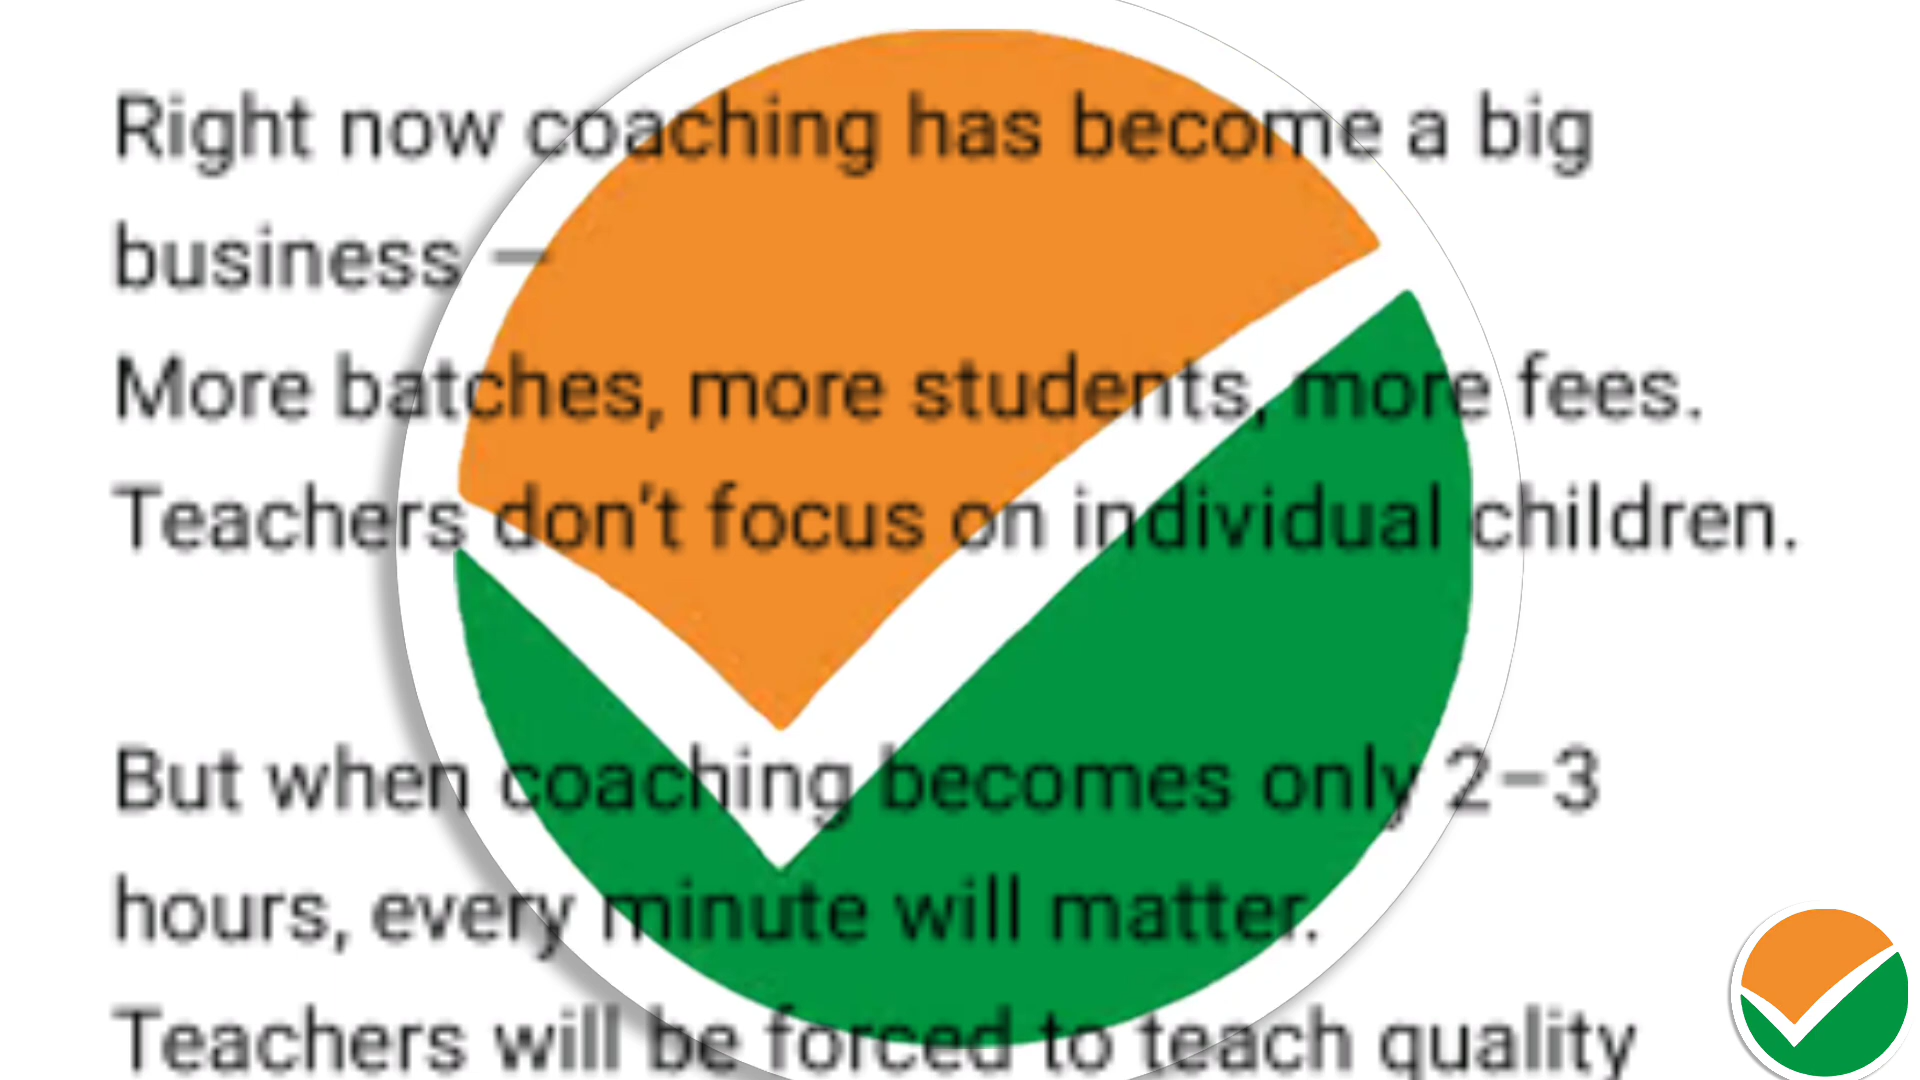 Right now coaching has become a big
business —
More batches, more students, more fees.
Teachers don't focus on individual children.
But when coaching becomes only 2–3
hours, every minute will matter.
Teachers will be forced to teach quality